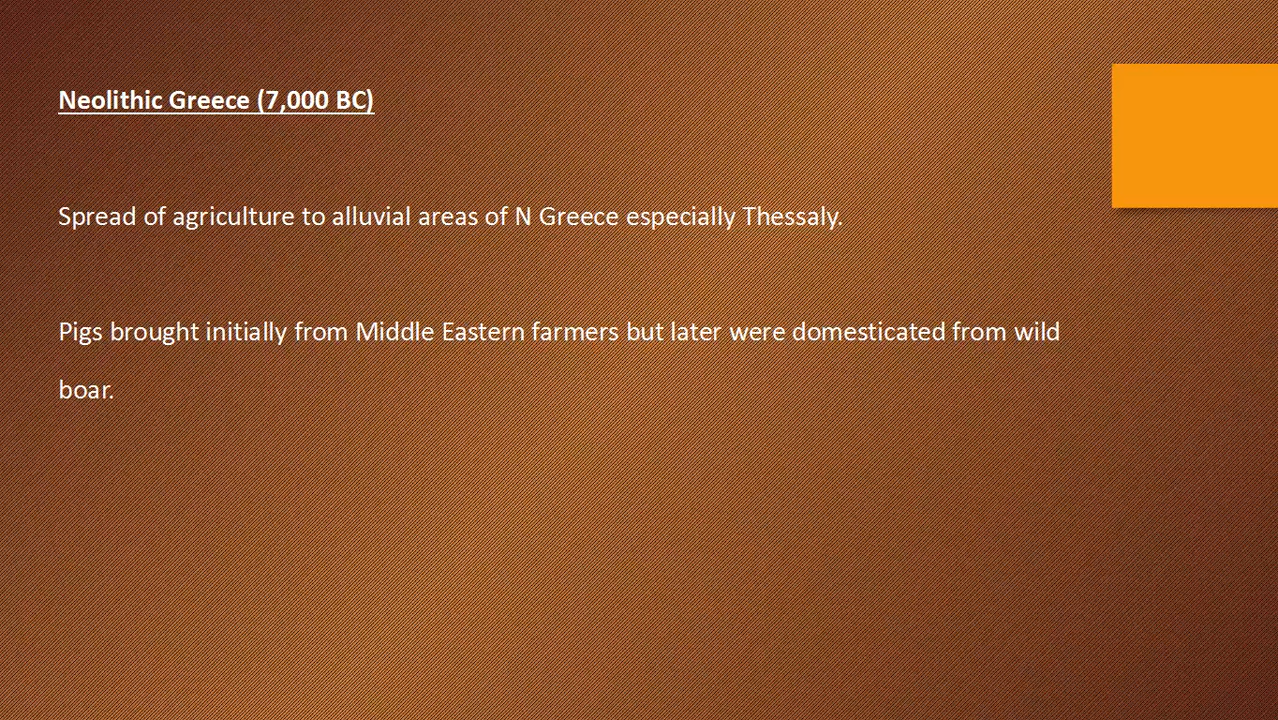 Neolithic Greece (7,000 BC)
Spread of agriculture to alluvial areas of N Greece especially Thessaly.
Pigs brought initially from Middle Eastern farmers but later were domesticated from wild
boar.